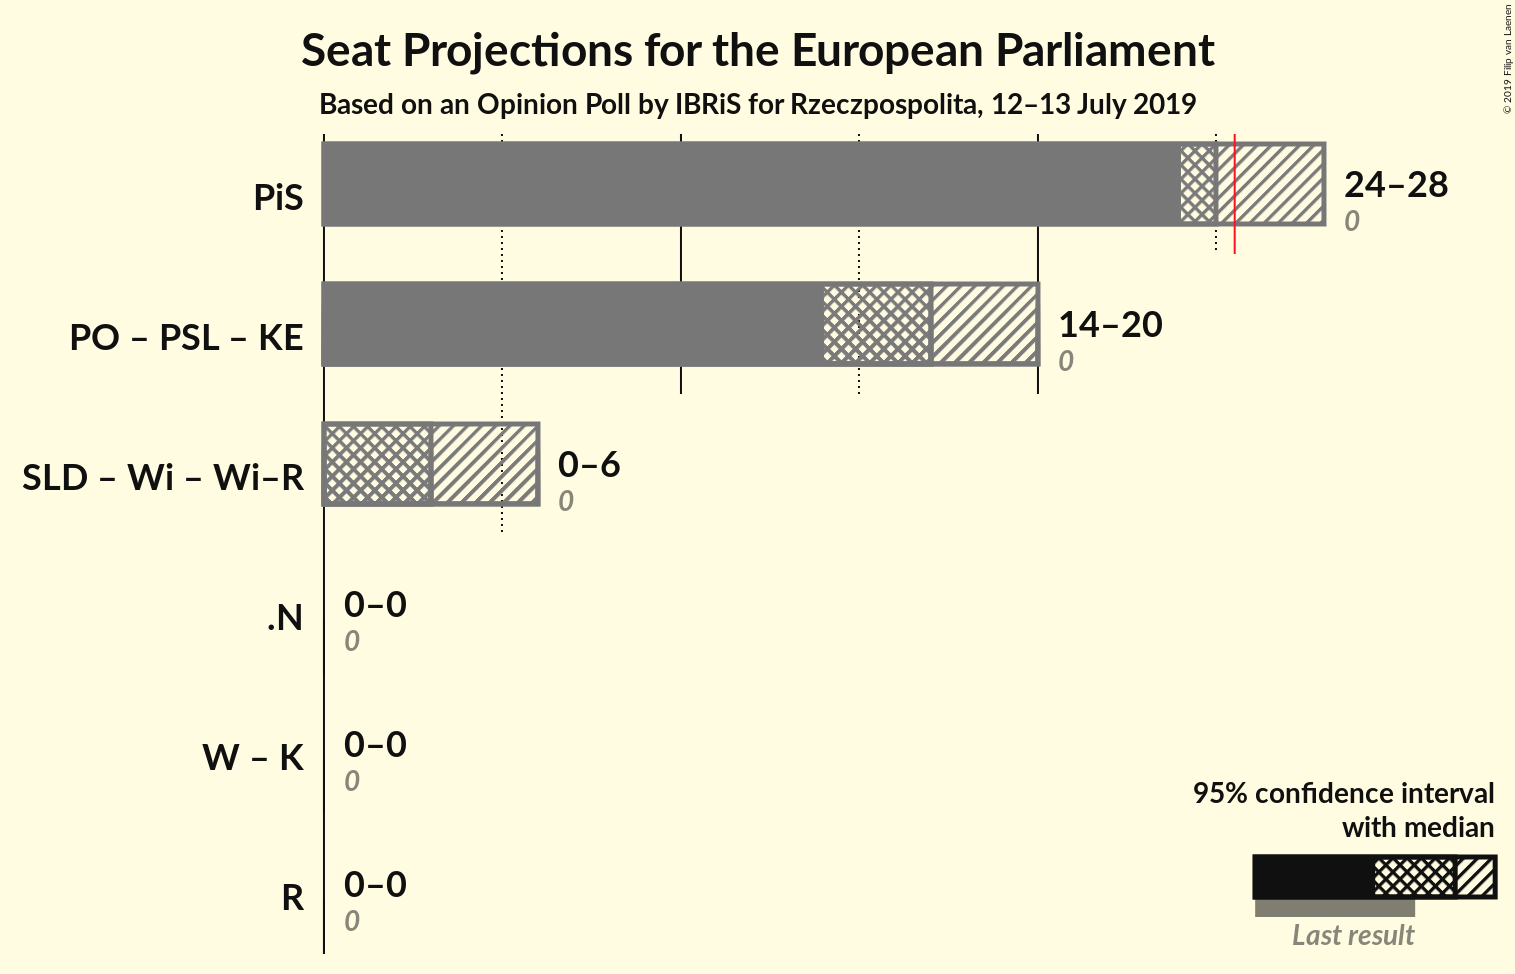 Seat Projections for the European Parliament
Based on an Opinion Poll by IBRiS for Rzeczpospolita, 12–13 July 2019
© 2019 Filip van Laenen
PiS
24–28
0
PO – PSL – KE
14–20
0
SLD – Wi – Wi–R
0–6
0
.N
0–0
0
W – K
0–0
0
R
0–0
0
95% confidence interval
with median
Last result